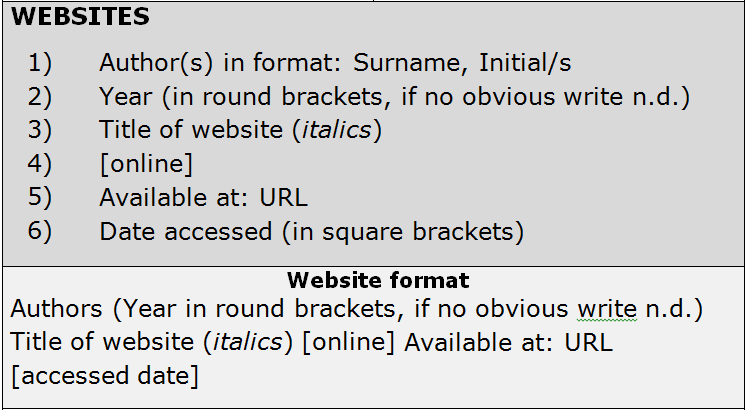 WEBSITES
1) Author(s) in format: Surname, Initial/s
2) Year (in round brackets, if no obvious write n.d.)
3) Title of website (italics)
4) [online]
5) Available at: URL
6) Date accessed (in square brackets)
Website format
Authors (Year in round brackets, if no obvious write n.d.)
Title of website (italics) [online] Available at: URL
[accessed date]